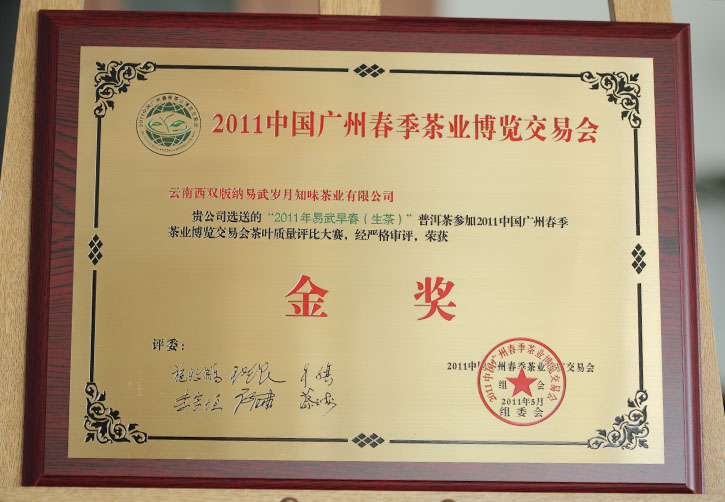 2011中国广州春季茶业博览交易会
云南西双版纳易武岁月知味茶业有限公司
贵公司选送的“2011年易武早春（生茶）”普洱茶参加2011中国广州春季
茶业博览交易会茶叶质量评比大赛，经严格审评，荣获
金 奖
评委：
2011中国广州春季茶业博览交易会
组 会
2011年5月
组委会